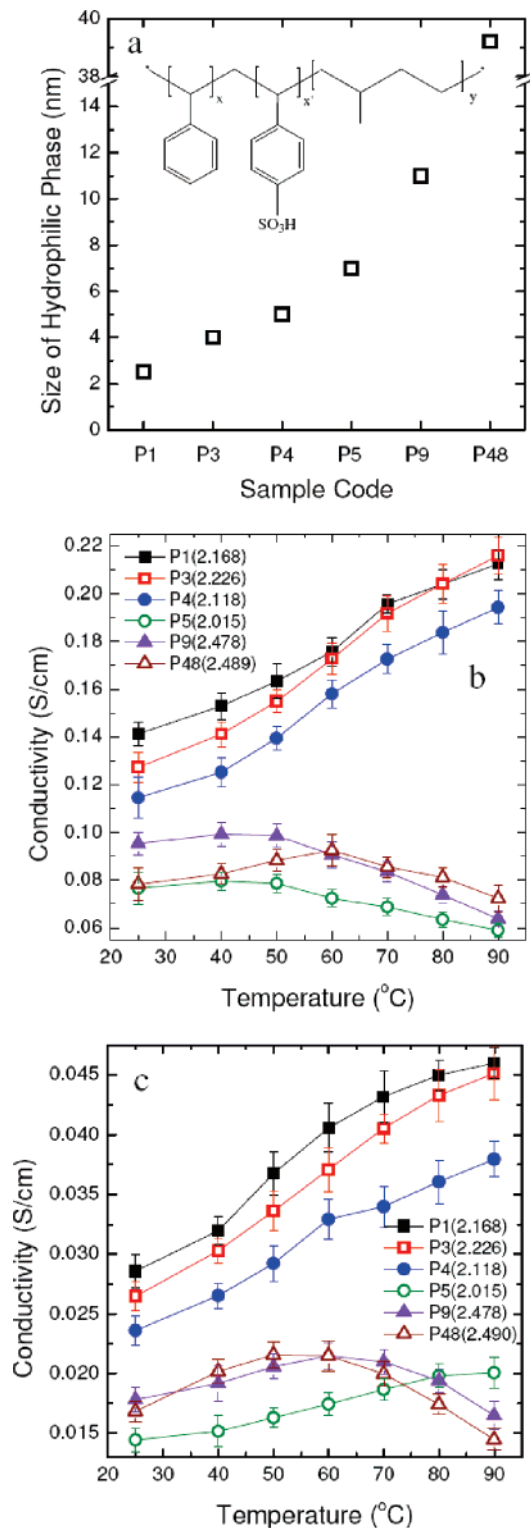 a
40
38
14
12
10
8
6
4
2
0
Size of Hydrophilic Phase (nm)
x
x'
y
SO3H
P1 P3 P4 P5 P9 P48
Sample Code
b
0.22
0.20
0.18
0.16
0.14
0.12
0.10
0.08
0.06
Conductivity (S/cm)
P1(2.168)
P3(2.226)
P4(2.118)
P5(2.015)
P9(2.478)
P48(2.489)
20 30 40 50 60 70 80 90
Temperature (°C)
c
0.045
0.040
0.035
0.030
0.025
0.020
0.015
Conductivity (S/cm)
P1(2.168)
P3(2.226)
P4(2.118)
P5(2.015)
P9(2.478)
P48(2.490)
20 30 40 50 60 70 80 90
Temperature (°C)